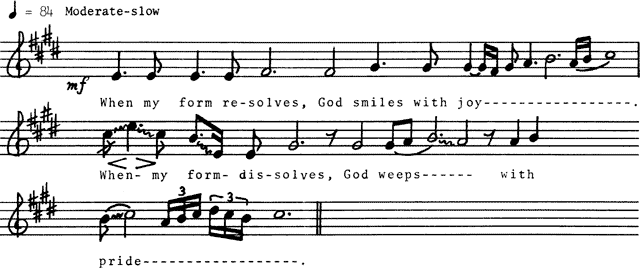 ♩ = 84 Moderate-slow
mf
When my form re-solves, God smiles with joy-----------------.
When- my form- dis-solves, God weeps------ with
3 3
pride------------------.